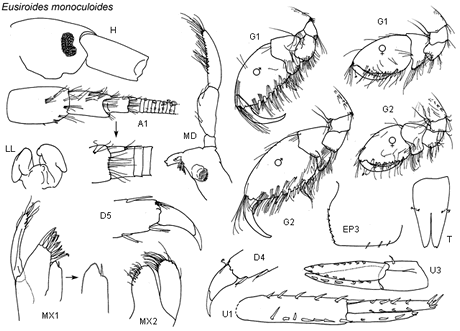 Eusiroides monoculoides
H
G1
G1
A1
MD
G2
LL
D5
G2
EP3
T
D4
U3
MX1
MX2
U1